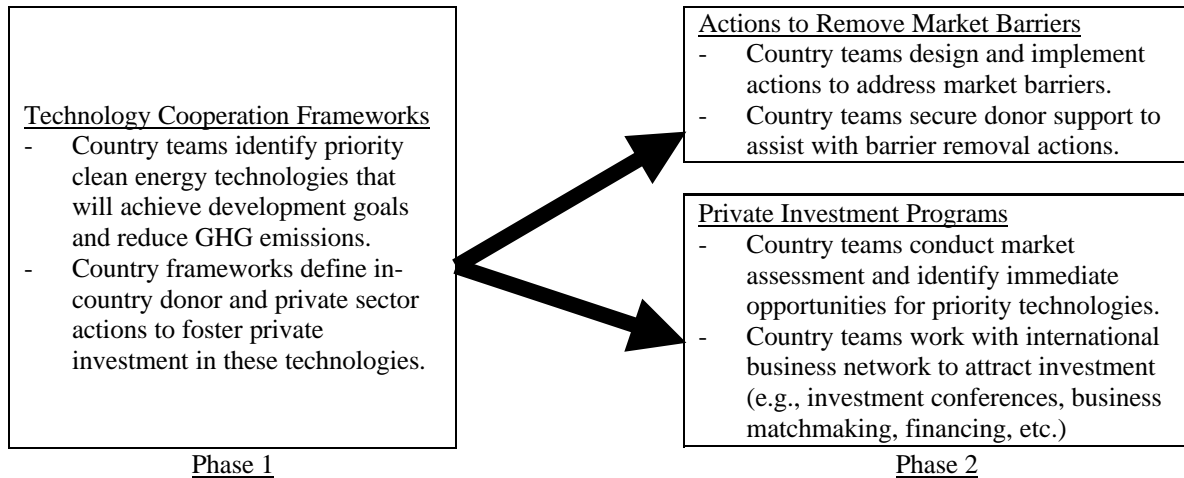 Technology Cooperation Frameworks
- Country teams identify priority
clean energy technologies that
will achieve development goals
and reduce GHG emissions.
- Country frameworks define in-
country donor and private sector
actions to foster private
investment in these technologies.
Phase 1
Actions to Remove Market Barriers
- Country teams design and implement
actions to address market barriers.
- Country teams secure donor support to
assist with barrier removal actions.
Private Investment Programs
- Country teams conduct market
assessment and identify immediate
opportunities for priority technologies.
- Country teams work with international
business network to attract investment
(e.g., investment conferences, business
matchmaking, financing, etc.)
Phase 2